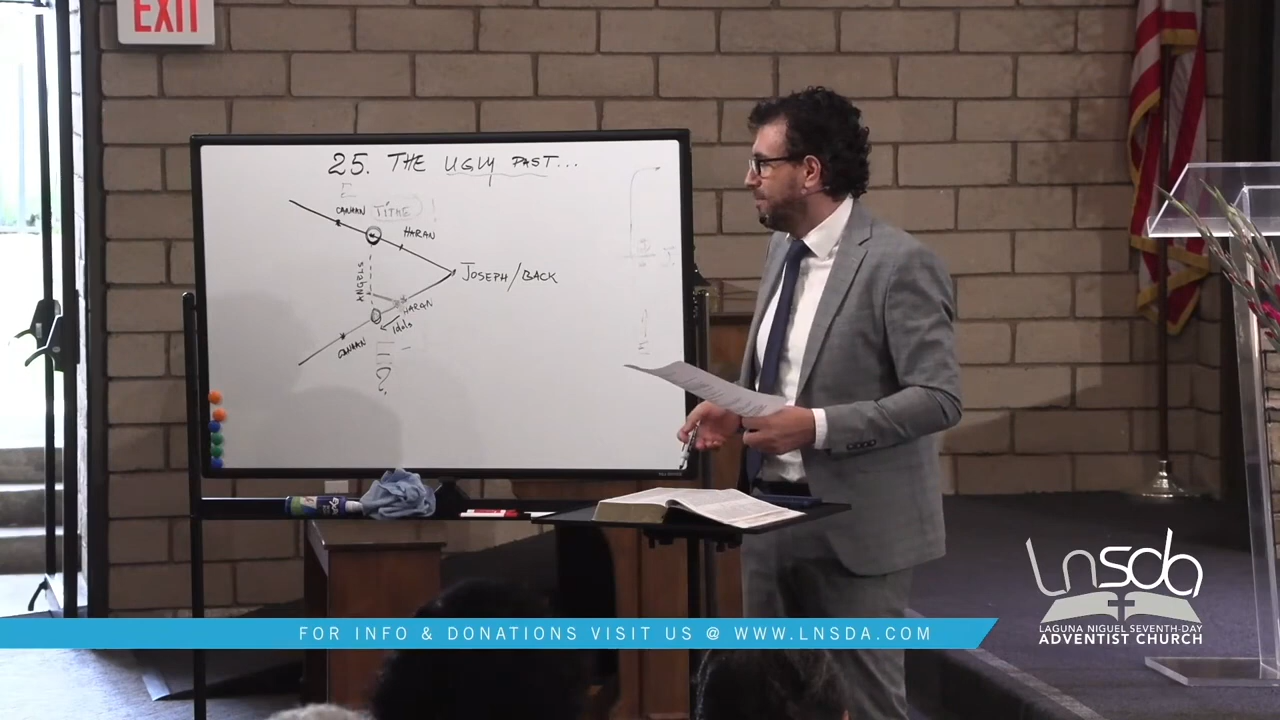 EXIT
25. THE UGLY PAST...
CANAAN
TITHE !
HARAN
ANGELS
JOSEPH/BACK
HARAN
Idols
CANAAN
?
LNSDA
LAGUNA NIGUEL SEVENTH-DAY
ADVENTIST CHURCH
FOR INFO & DONATIONS VISIT US @ WWW.LNSDA.COM